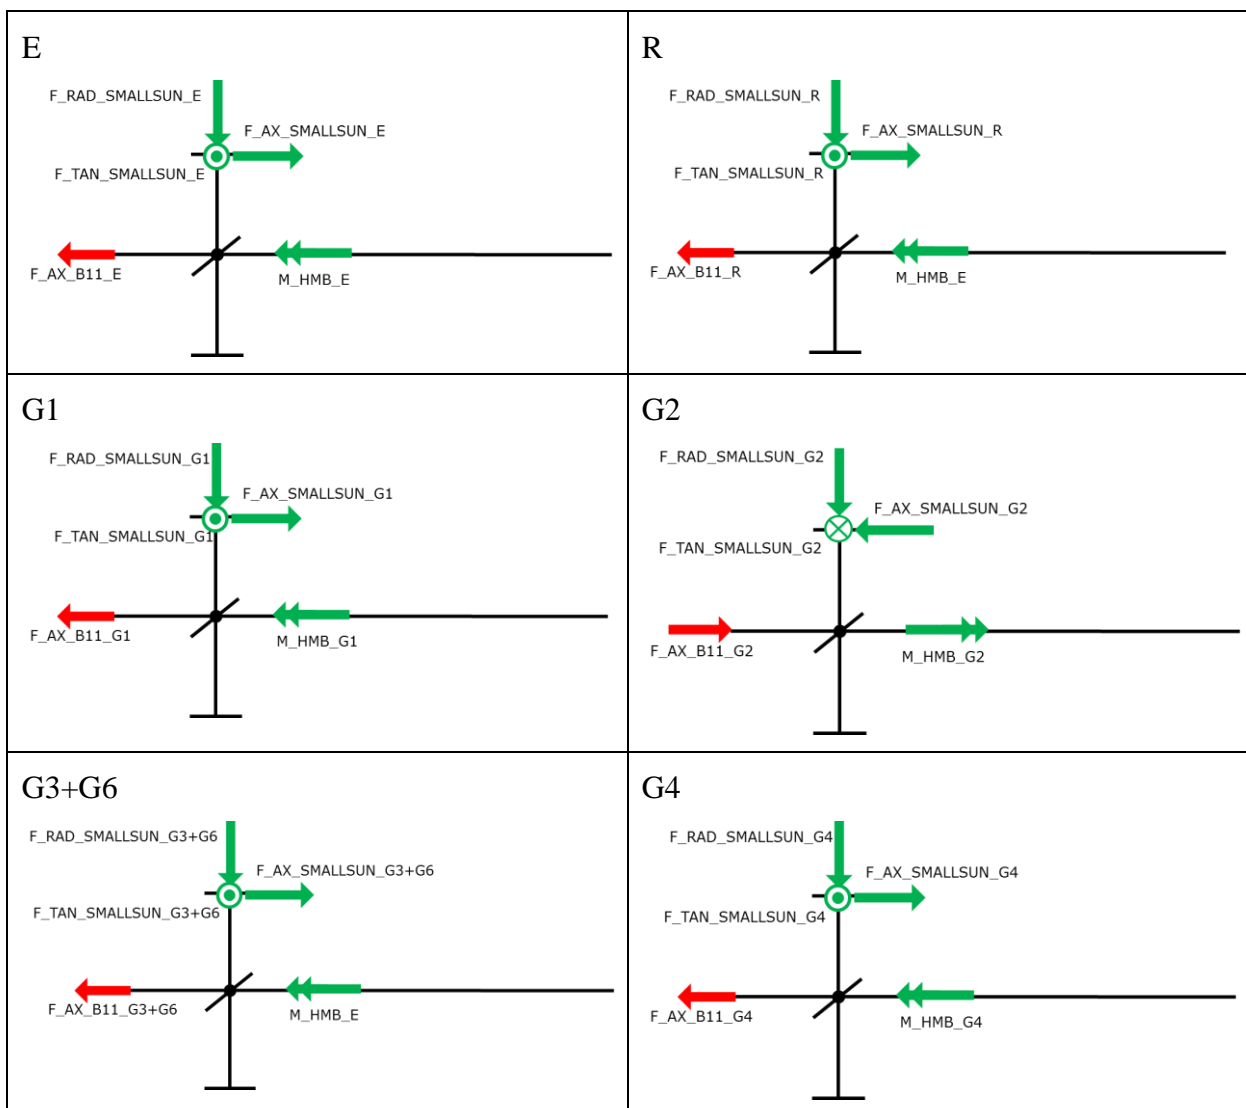 E
F_RAD_SMALLSUN_E
F_AX_SMALLSUN_E
F_TAN_SMALLSUN_E
F_AX_B11_E
M_HMB_E
R
F_RAD_SMALLSUN_R
F_AX_SMALLSUN_R
F_TAN_SMALLSUN_R
F_AX_B11_R
M_HMB_E
G1
F_RAD_SMALLSUN_G1
F_AX_SMALLSUN_G1
F_TAN_SMALLSUN_G1
F_AX_B11_G1
M_HMB_G1
G2
F_RAD_SMALLSUN_G2
F_AX_SMALLSUN_G2
F_TAN_SMALLSUN_G2
F_AX_B11_G2
M_HMB_G2
G3+G6
F_RAD_SMALLSUN_G3+G6
F_AX_SMALLSUN_G3+G6
F_TAN_SMALLSUN_G3+G6
F_AX_B11_G3+G6
M_HMB_E
G4
F_RAD_SMALLSUN_G4
F_AX_SMALLSUN_G4
F_TAN_SMALLSUN_G4
F_AX_B11_G4
M_HMB_G4